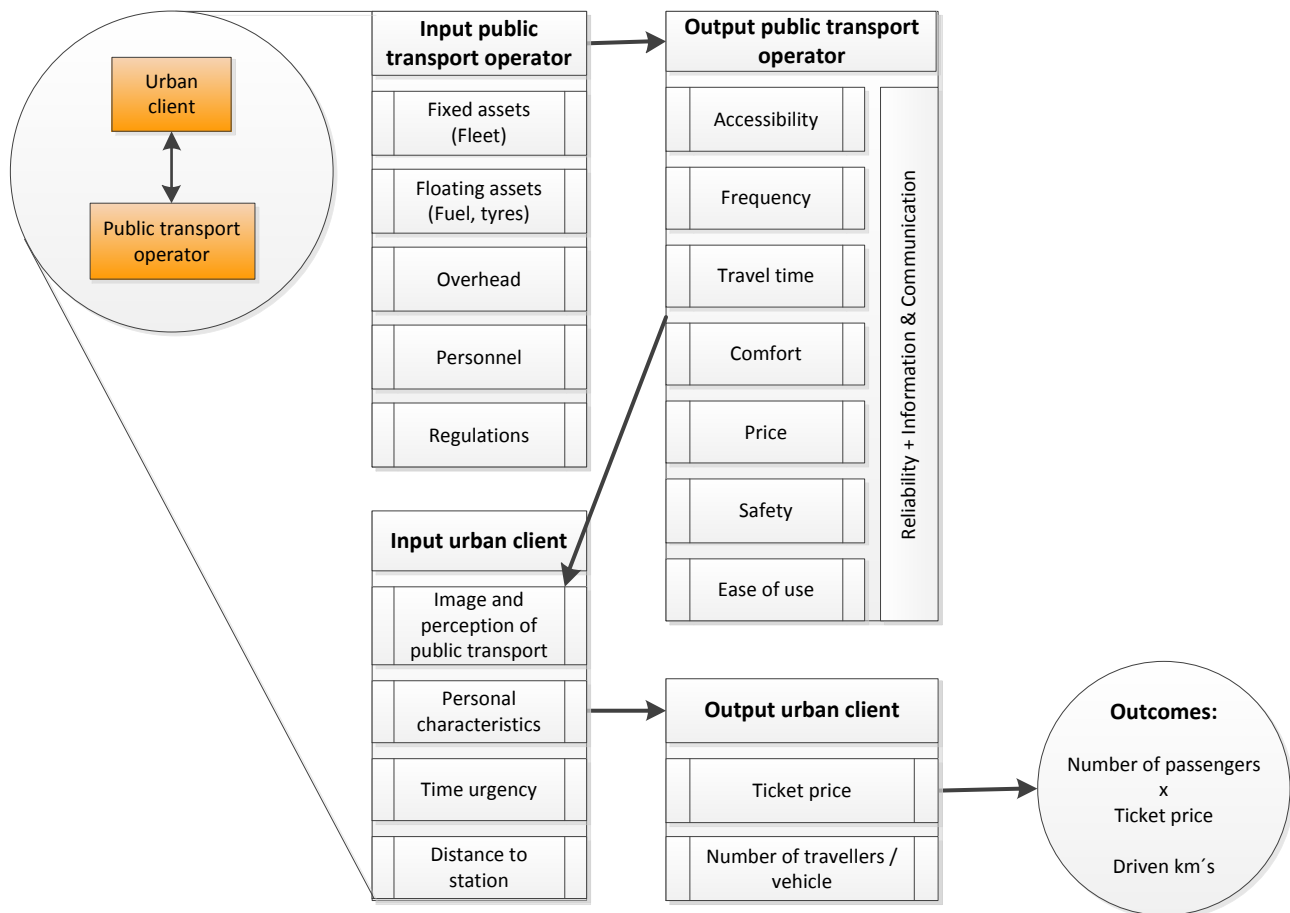 Urban
client
Public transport
operator
Input public
transport operator
Fixed assets
(Fleet)
Floating assets
(Fuel, tyres)
Overhead
Personnel
Regulations
Output public transport
operator
Accessibility
Frequency
Travel time
Comfort
Price
Safety
Ease of use
Reliability + Information & Communication
Input urban client
Image and
perception of
public transport
Personal
characteristics
Time urgency
Distance to
station
Output urban client
Ticket price
Number of travellers /
vehicle
Outcomes:
Number of passengers
x
Ticket price
Driven km´s